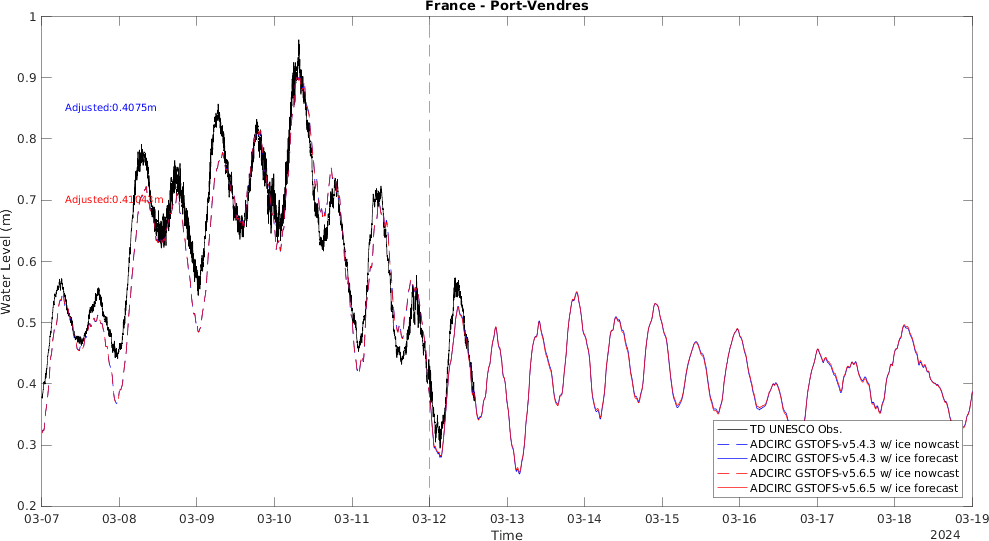 France - Port-Vendres
1
0.9
0.8
0.7
0.6
0.5
0.4
0.3
0.2
Water Level (m)
Adjusted:0.4075m
Adjusted:0.41043m
TD UNESCO Obs.
ADCIRC GSTOFS-v5.4.3 w/ ice nowcast
ADCIRC GSTOFS-v5.4.3 w/ ice forecast
ADCIRC GSTOFS-v5.6.5 w/ ice nowcast
ADCIRC GSTOFS-v5.6.5 w/ ice forecast
03-07 03-08 03-09 03-10 03-11 03-12 03-13 03-14 03-15 03-16 03-17 03-18 03-19
Time
2024